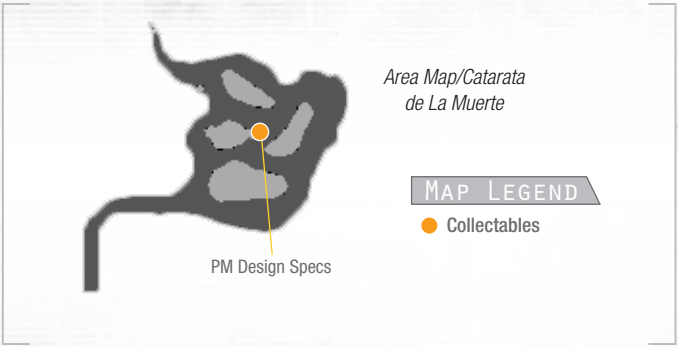 Area Map/Catarata
de La Muerte
Map Legend
Collectables
PM Design Specs